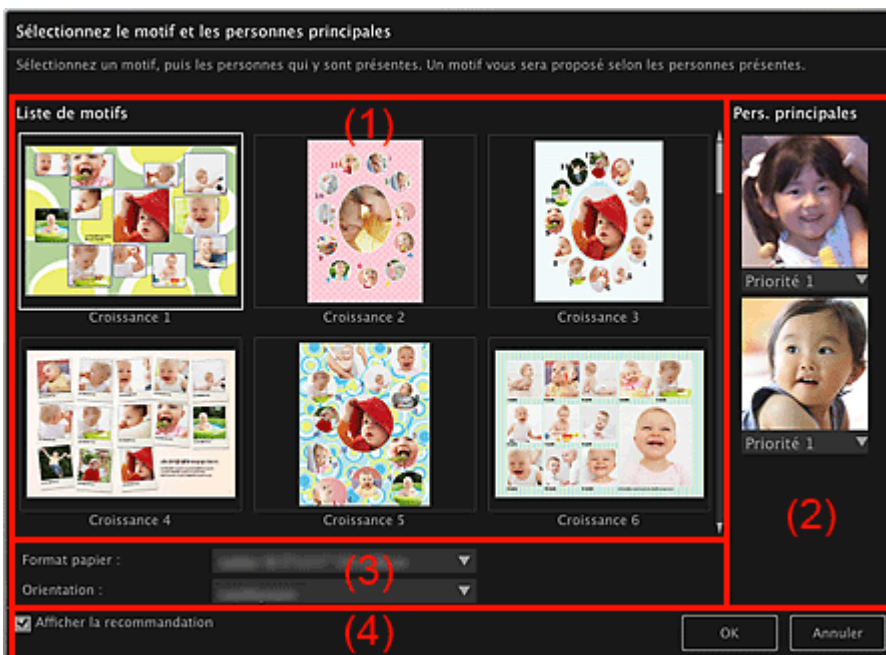 Sélectionnez le motif et les personnes principales
Sélectionnez un motif, puis les personnes qui y sont présentes. Un motif vous sera proposé selon les personnes présentes.
Liste de motifs
(1)
Pers. principales
Croissance 1
Croissance 2
Croissance 3
Priorité 1
Croissance 4
Croissance 5
Croissance 6
Priorité 1
(2)
Format papier :
(3)
Orientation :
Afficher la recommandation
(4)
OK
Annuler